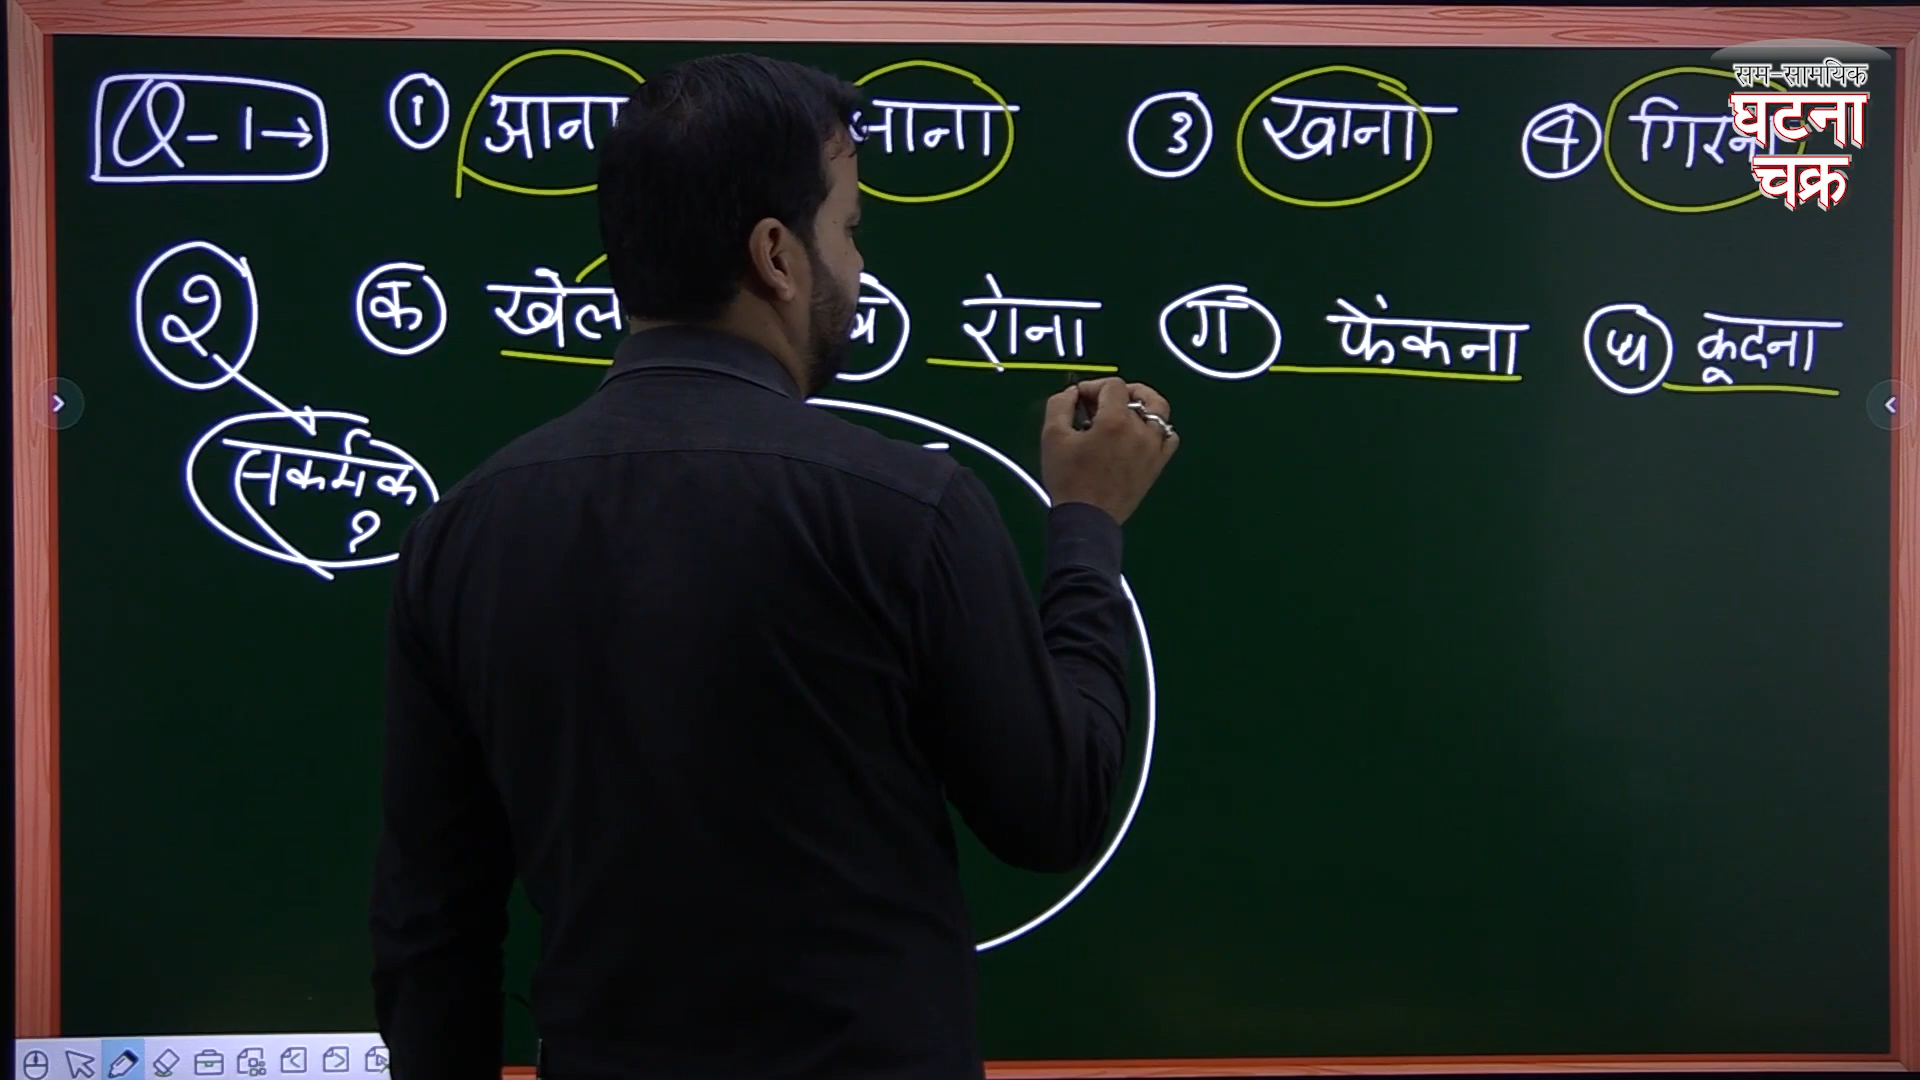 Q-1→ ① आना जाना ③ खाना ④ गिरना
२ क खेल रोना ग फेंकना घ कूदना
सकर्मक
?
सम-सामयिक
घटना
चक्र